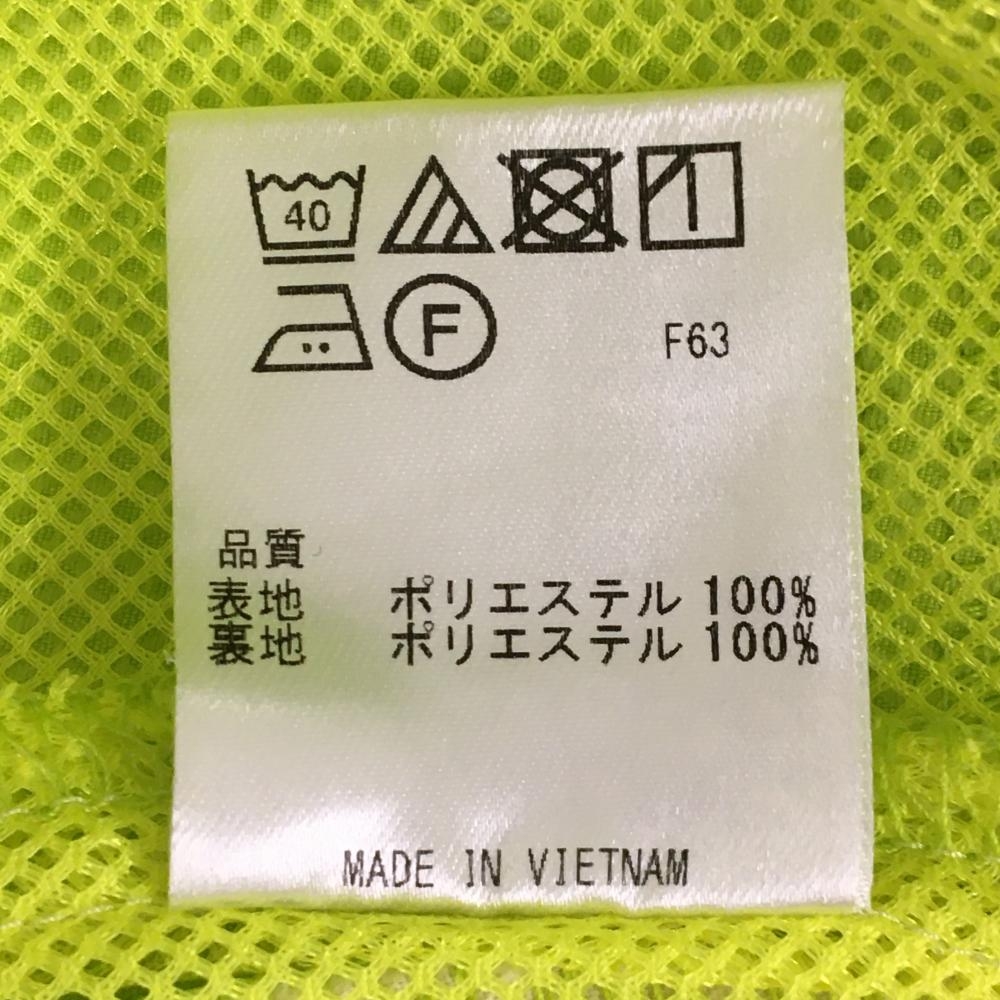 40
F F63
品質
表地 ポリエステル 100%
裏地 ポリエステル 100%
MADE IN VIETNAM